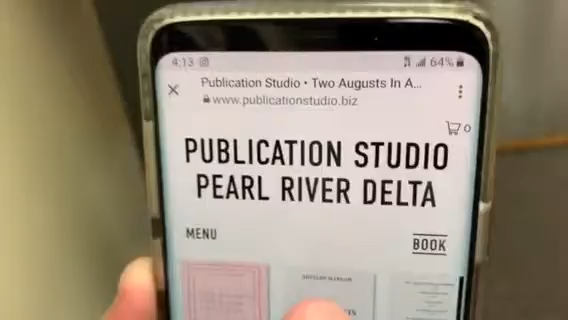 4:13 64%
Publication Studio • Two Augusts In A...
www.publicationstudio.biz
0
PUBLICATION STUDIO
PEARL RIVER DELTA
MENU
BOOK